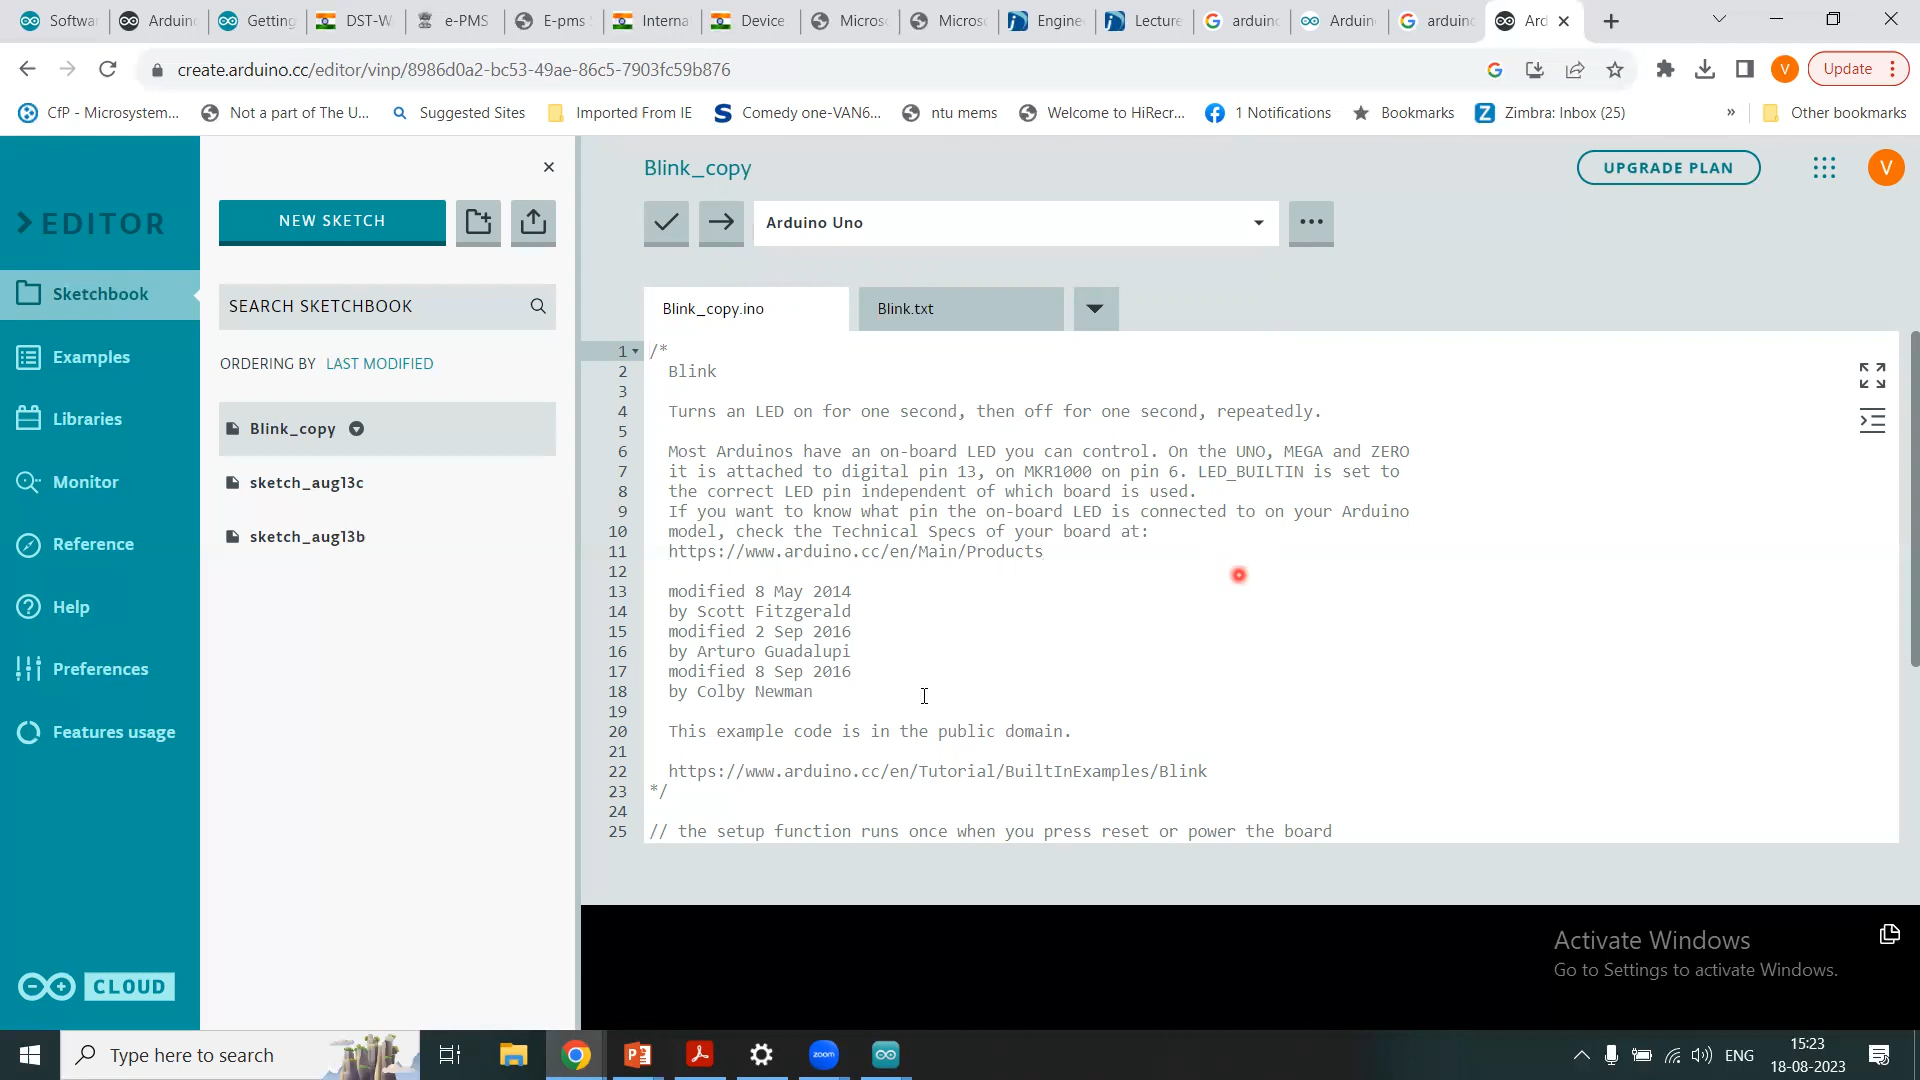 Softwa
Arduin
Getting
DST-W
e-PMS
E-pms
Interna
Device
Micros
Micros
Engine
Lecture
arduin
Arduin
arduin
Ard
create.arduino.cc/editor/vinp/8986d0a2-bc53-49ae-86c5-7903fc59b876
V
Update
CfP - Microsystem...
Not a part of The U...
Suggested Sites
Imported From IE
Comedy one-VAN6...
ntu mems
Welcome to HiRecr...
1 Notifications
Bookmarks
Zimbra: Inbox (25)
»
Other bookmarks
EDITOR
Sketchbook
Examples
Libraries
Monitor
Reference
Help
Preferences
Features usage
CLOUD
NEW SKETCH
SEARCH SKETCHBOOK
ORDERING BY LAST MODIFIED
Blink_copy
sketch_aug13c
sketch_aug13b
Blink_copy
UPGRADE PLAN
V
Arduino Uno
Blink_copy.ino
Blink.txt
1 /*
2 Blink
3
4 Turns an LED on for one second, then off for one second, repeatedly.
5
6 Most Arduinos have an on-board LED you can control. On the UNO, MEGA and ZERO
7 it is attached to digital pin 13, on MKR1000 on pin 6. LED_BUILTIN is set to
8 the correct LED pin independent of which board is used.
9 If you want to know what pin the on-board LED is connected to on your Arduino
10 model, check the Technical Specs of your board at:
11 https://www.arduino.cc/en/Main/Products
12
13 modified 8 May 2014
14 by Scott Fitzgerald
15 modified 2 Sep 2016
16 by Arturo Guadalupi
17 modified 8 Sep 2016
18 by Colby Newman
19
20 This example code is in the public domain.
21
22 https://www.arduino.cc/en/Tutorial/BuiltInExamples/Blink
23 */
24
25 // the setup function runs once when you press reset or power the board
Activate Windows
Go to Settings to activate Windows.
Type here to search
zoom
ENG
15:23
18-08-2023